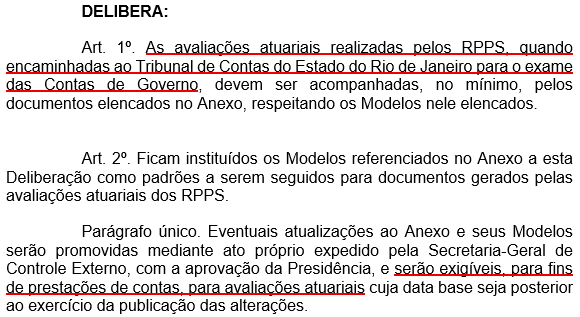 DELIBERA:
Art. 1º. As avaliações atuariais realizadas pelos RPPS, quando
encaminhadas ao Tribunal de Contas do Estado do Rio de Janeiro para o exame
das Contas de Governo, devem ser acompanhadas, no mínimo, pelos
documentos elencados no Anexo, respeitando os Modelos nele elencados.
Art. 2º. Ficam instituídos os Modelos referenciados no Anexo a esta
Deliberação como padrões a serem seguidos para documentos gerados pelas
avaliações atuariais dos RPPS.
Parágrafo único. Eventuais atualizações ao Anexo e seus Modelos
serão promovidas mediante ato próprio expedido pela Secretaria-Geral de
Controle Externo, com a aprovação da Presidência, e serão exigíveis, para fins
de prestações de contas, para avaliações atuariais cuja data base seja posterior
ao exercício da publicação das alterações.